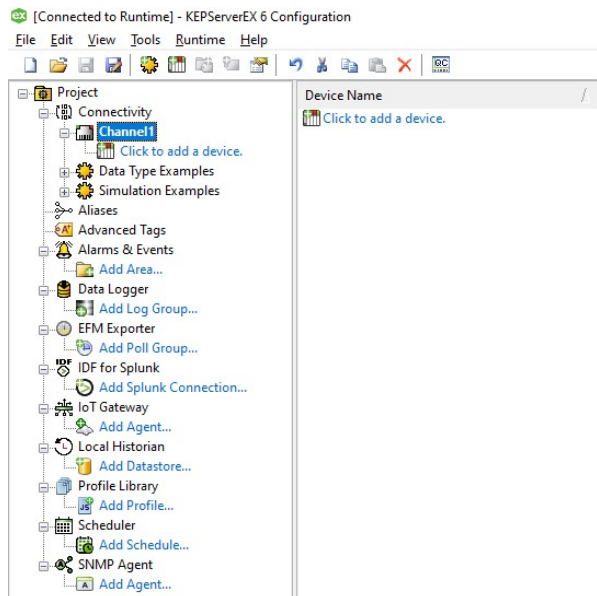 [Connected to Runtime] - KEPServerEX 6 Configuration
File Edit View Tools Runtime Help
Project
Connectivity
Channel1
Click to add a device.
Data Type Examples
Simulation Examples
Aliases
Advanced Tags
Alarms & Events
Add Area...
Data Logger
Add Log Group...
EFM Exporter
Add Poll Group...
IDF for Splunk
Add Splunk Connection...
IoT Gateway
Add Agent...
Local Historian
Add Datastore...
Profile Library
Add Profile...
Scheduler
Add Schedule...
SNMP Agent
Add Agent...
Device Name
Click to add a device.